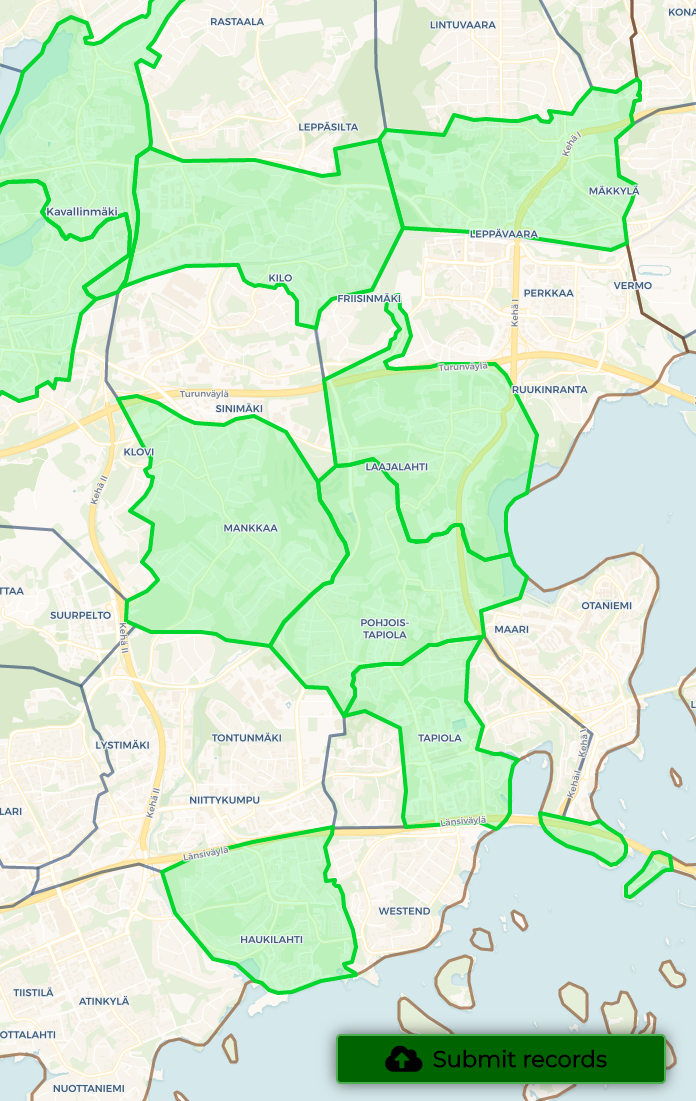 RASTAALA
LINTUVAARA
KONA
LEPPÄSILTA
Kehä I
MÄKKYLÄ
Kavallinmäki
LEPPÄVAARA
KILO
VERMO
PERKKAA
FRIISINMÄKI
Kehä I
Turunväylä
RUUKINRANTA
Turunväylä
SINIMÄKI
KLOVI
LAAJALAHTI
Kehä II
MANKKAA
TTAA
OTANIEMI
SUURPELTO
POHJOIS-
TAPIOLA
MAARI
Kehä II
TAPIOLA
LYSTIMÄKI
TONTUNMÄKI
Kehä I
Kehä I
NIITTYKUMPU
Kehä II
LARI
Länsiväylä
Länsiväylä
WESTEND
HAUKILAHTI
TIISTILÄ
ATINKYLÄ
OTTALAHTI
Submit records
NUOTTANIEMI